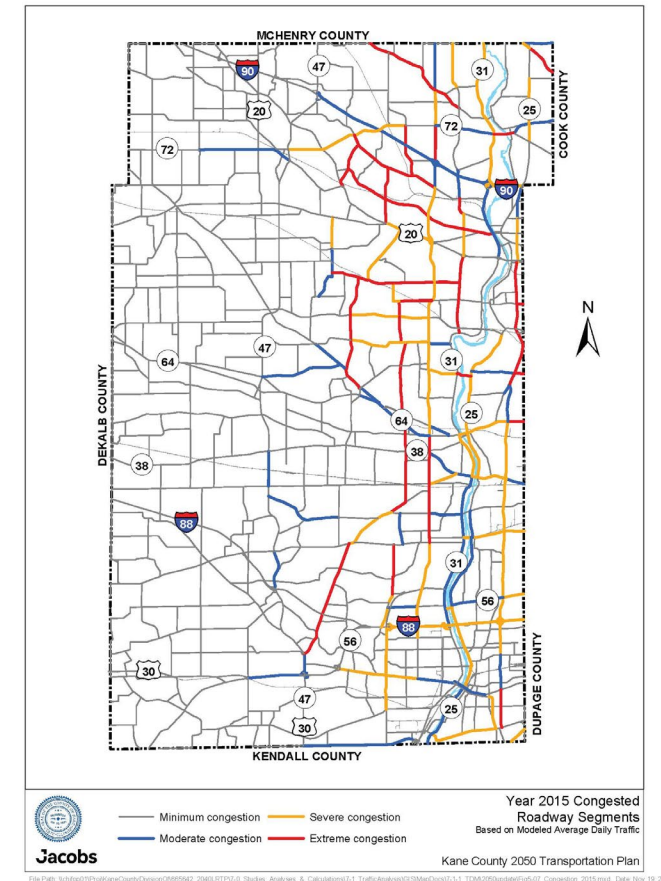 MCHENRY COUNTY
90
47
31
20
25
COOK COUNTY
72
72
90
20
N
47
31
64
DEKALB COUNTY
64
25
38
38
88
31
56
88
56
30
DUPAGE COUNTY
47
25
30
KENDALL COUNTY
Minimum congestion
Severe congestion
Moderate congestion
Extreme congestion
Jacobs
Year 2015 Congested
Roadway Segments
Based on Modeled Average Daily Traffic
Kane County 2050 Transportation Plan